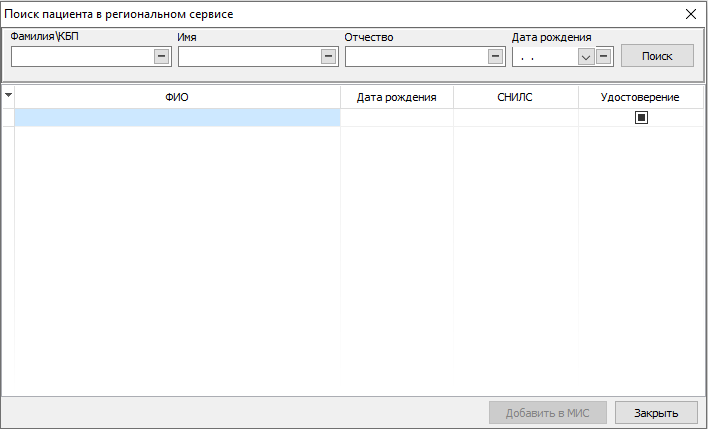 Поиск пациента в региональном сервисе
Фамилия\КБП Имя Отчество Дата рождения
. . Поиск
ФИО Дата рождения СНИЛС Удостоверение
Добавить в МИС Закрыть